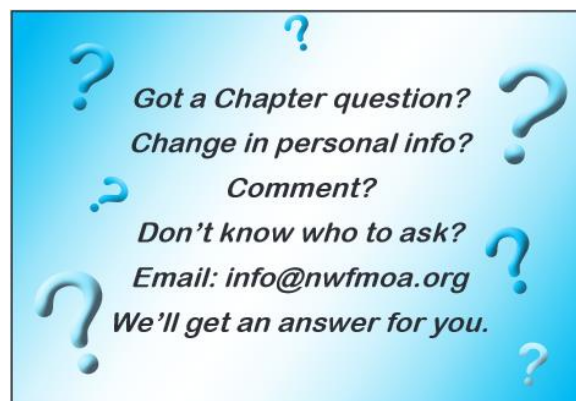 Got a Chapter question?
Change in personal info?
Comment?
Don't know who to ask?
Email: info@nwfmoa.org
We'll get an answer for you.